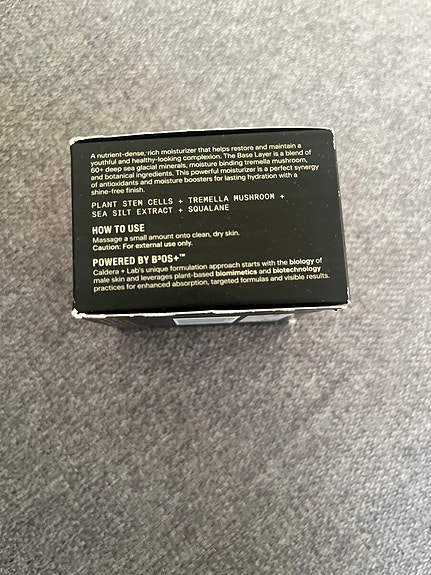 A nutrient-dense, rich moisturizer that helps restore and maintain a
youthful and healthy-looking complexion. The Base Layer is a blend of
60+ deep sea glacial minerals, moisture binding tremella mushroom,
and botanical ingredients. This powerful moisturizer is a perfect synergy
of antioxidants and moisture boosters for lasting hydration with a
shine-free finish.
PLANT STEM CELLS + TREMELLA MUSHROOM +
SEA SILT EXTRACT + SQUALANE
HOW TO USE
Massage a small amount onto clean, dry skin.
Caution: For external use only.
POWERED BY B³OS+™
Caldera + Lab's unique formulation approach starts with the biology of
male skin and leverages plant-based biomimetics and biotechnology
practices for enhanced absorption, targeted formulas and visible results.